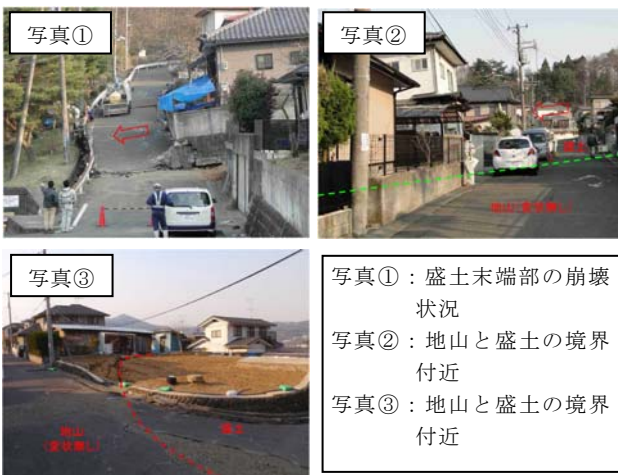 写真①
写真②
盛土
地山(変状無し)
写真③
地山
(変状無し)
盛土
写真①：盛土末端部の崩壊
状況
写真②：地山と盛土の境界
付近
写真③：地山と盛土の境界
付近